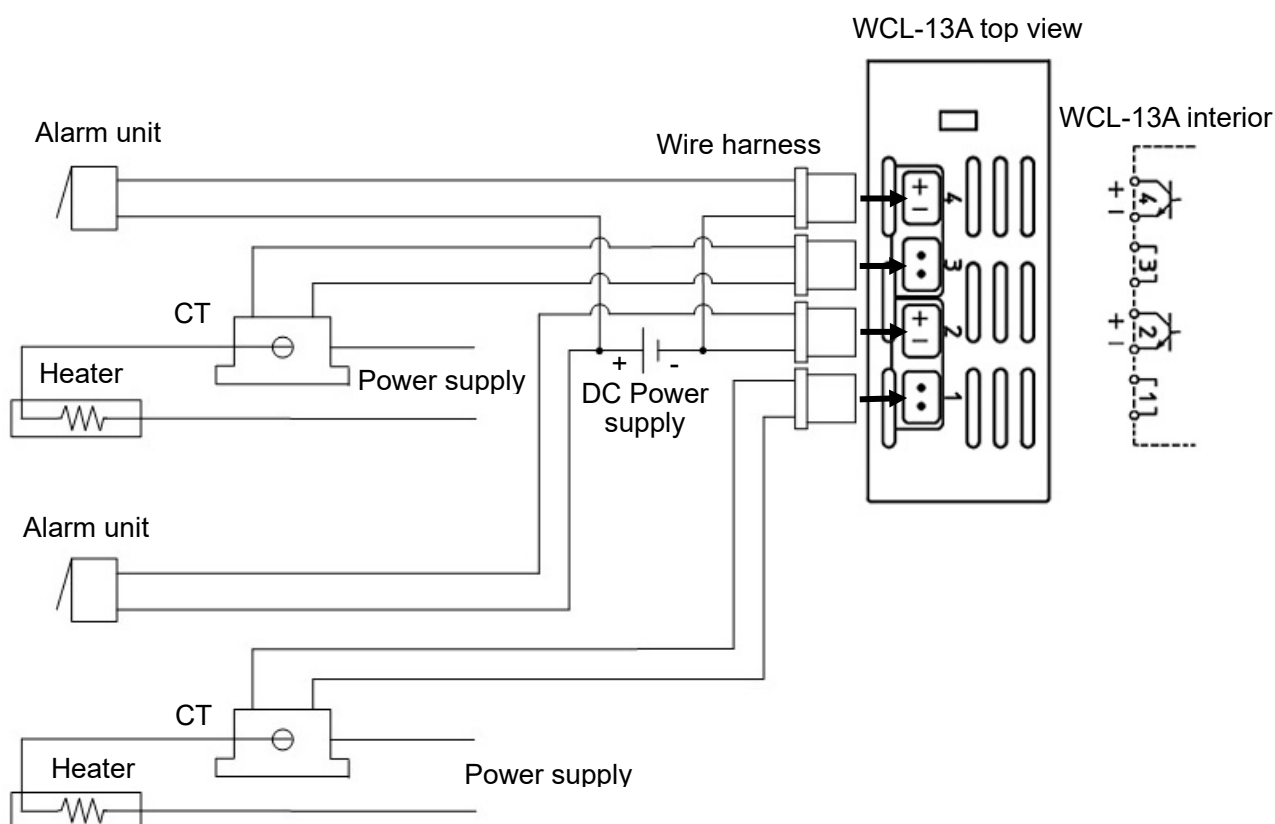 WCL-13A top view
Alarm unit
Wire harness
WCL-13A interior
+
-
4
+
-
4
3
3
CT
+
-
2
+
-
2
Heater
Power supply
+
-
DC Power
supply
1
1
Alarm unit
CT
Heater
Power supply